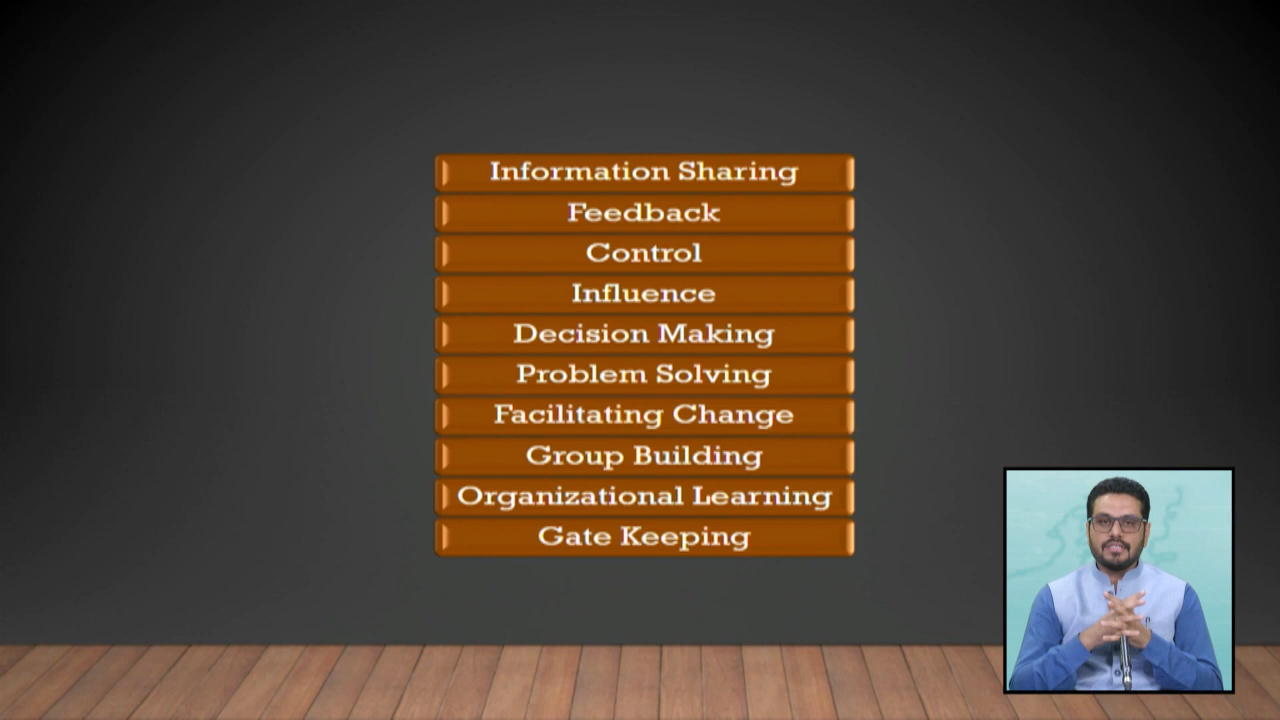 Information Sharing
Feedback
Control
Influence
Decision Making
Problem Solving
Facilitating Change
Group Building
Organizational Learning
Gate Keeping